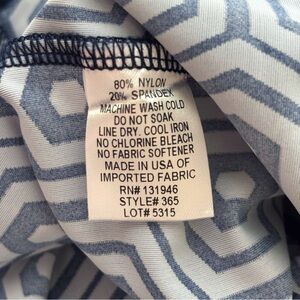 80% NYLON
20% SPANDEX
MACHINE WASH COLD
DO NOT SOAK
LINE DRY. COOL IRON
NO CHLORINE BLEACH
NO FABRIC SOFTENER
MADE IN USA OF
IMPORTED FABRIC
RN# 131946
STYLE# 365
LOT# 5315